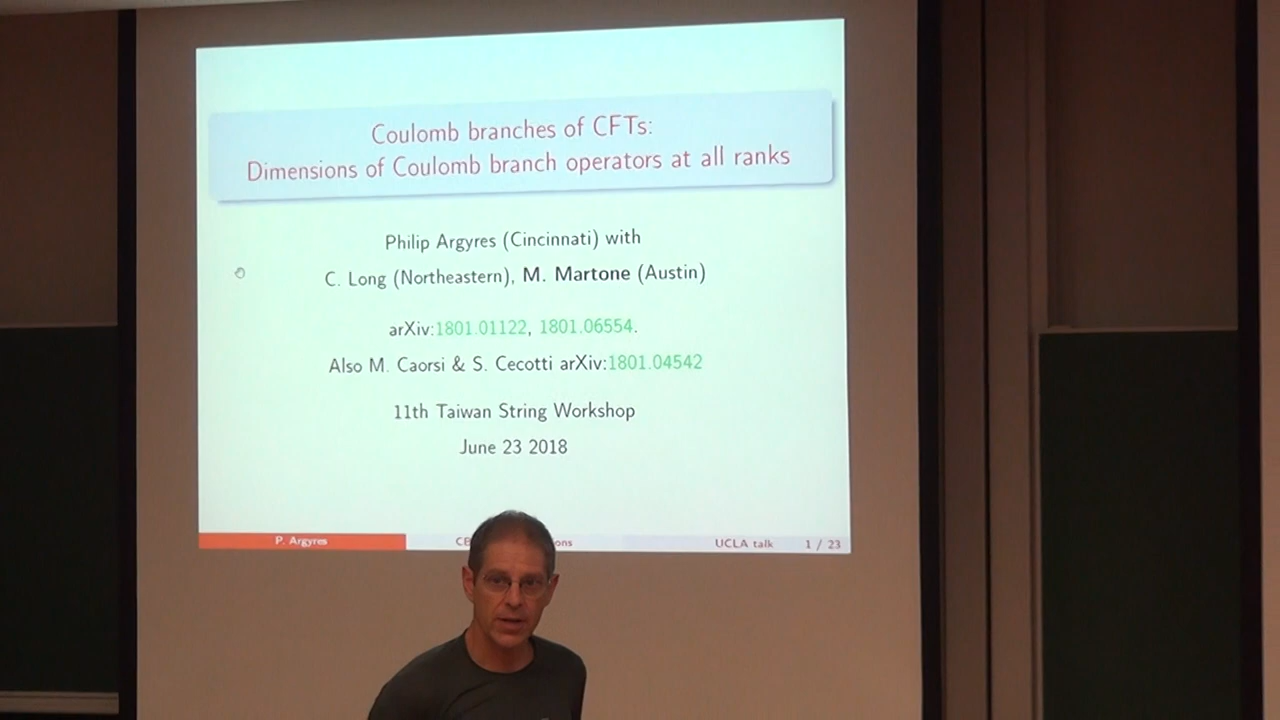 Coulomb branches of CFTs:
Dimensions of Coulomb branch operators at all ranks
Philip Argyres (Cincinnati) with
C. Long (Northeastern), M. Martone (Austin)
arXiv:1801.01122, 1801.06554.
Also M. Caorsi & S. Cecotti arXiv:1801.04542
11th Taiwan String Workshop
June 23 2018
P. Argyres
UCLA talk 1 / 23